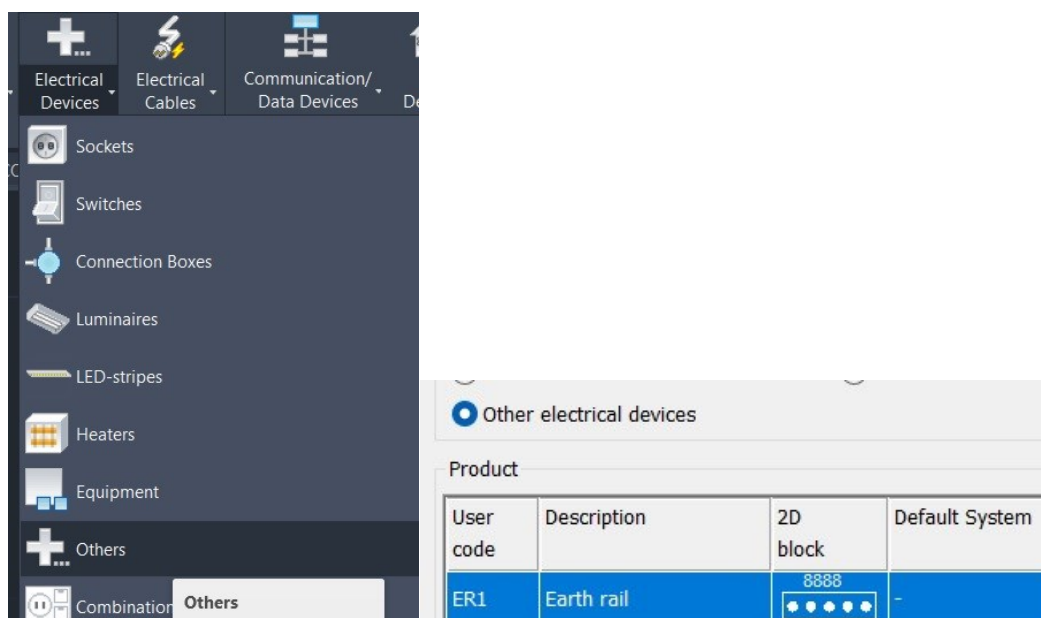 Electrical
Devices
Electrical
Cables
Communication/
Data Devices
Sockets
Switches
Connection Boxes
Luminaires
LED-stripes
Heaters
Equipment
Others
Combination
Others
Other electrical devices
Product
User
code
Description
2D
block
Default System
ER1
Earth rail
8888
-